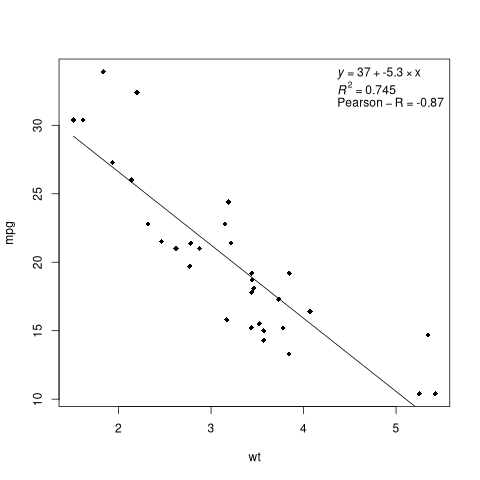 y = 37 + -5.3 × x
R² = 0.745
Pearson − R = -0.87
30
25
20
15
10
mpg
2 3 4 5
wt